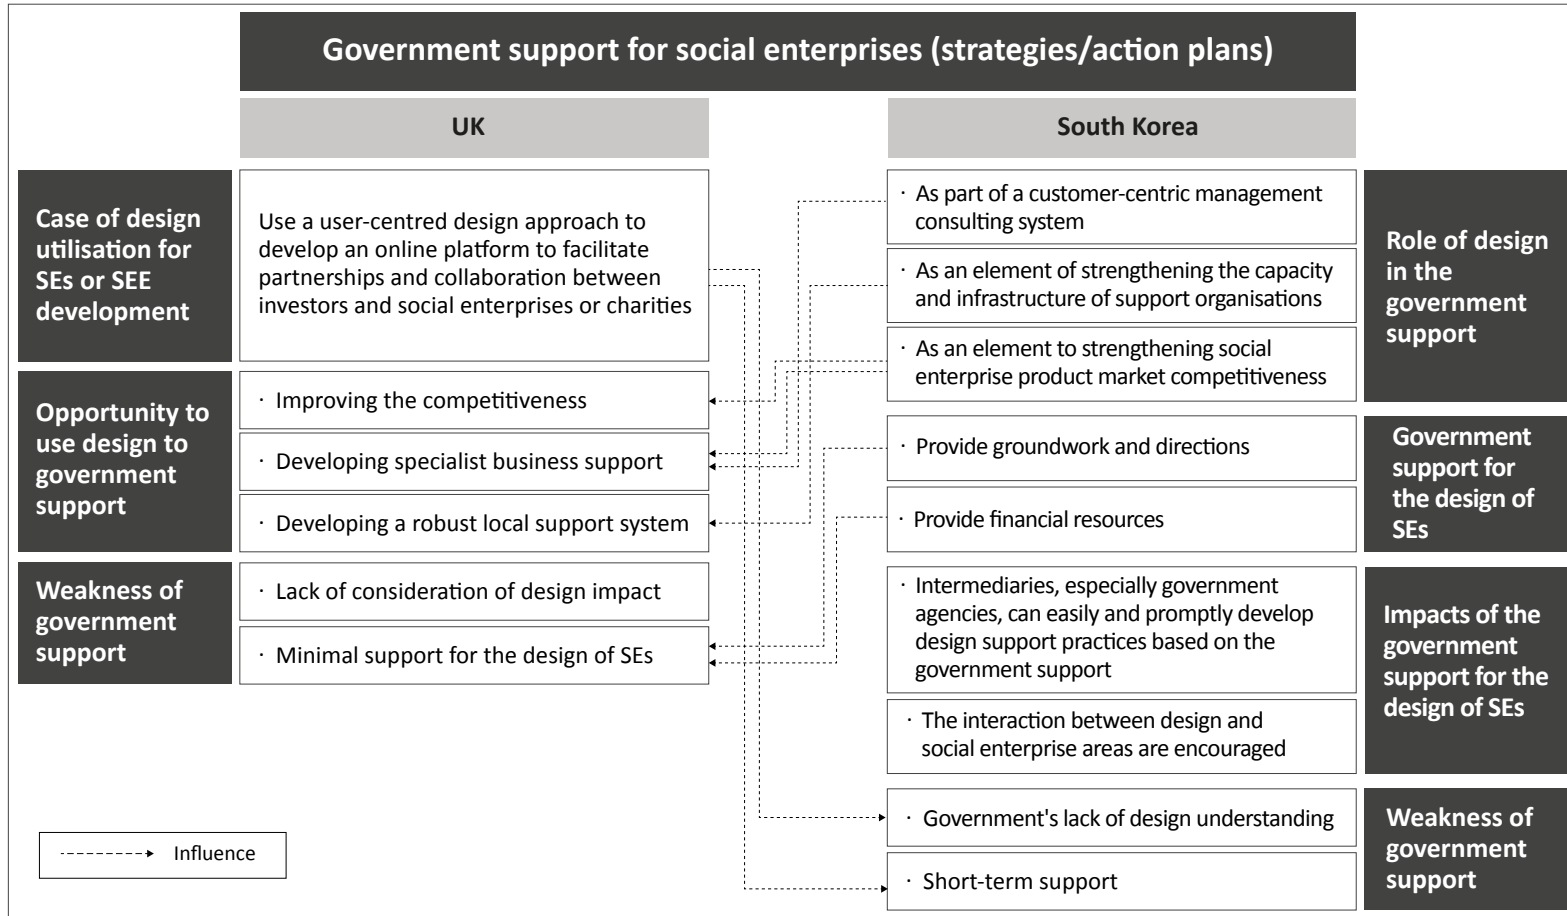 Government support for social enterprises (strategies/action plans)
UK
South Korea
Case of design
utilisation for
SEs or SEE
development
Use a user-centred design approach to
develop an online platform to facilitate
partnerships and collaboration between
investors and social enterprises or charities
Opportunity to
use design to
government
support
· Improving the competitiveness
· Developing specialist business support
· Developing a robust local support system
Weakness of
government
support
· Lack of consideration of design impact
· Minimal support for the design of SEs
· As part of a customer-centric management
consulting system
· As an element of strengthening the capacity
and infrastructure of support organisations
· As an element to strengthening social
enterprise product market competitiveness
Role of design
in the
government
support
· Provide groundwork and directions
· Provide financial resources
Government
support for
the design of
SEs
· Intermediaries, especially government
agencies, can easily and promptly develop
design support practices based on the
government support
· The interaction between design and
social enterprise areas are encouraged
Impacts of the
government
support for the
design of SEs
· Government's lack of design understanding
· Short-term support
Weakness of
government
support
Influence